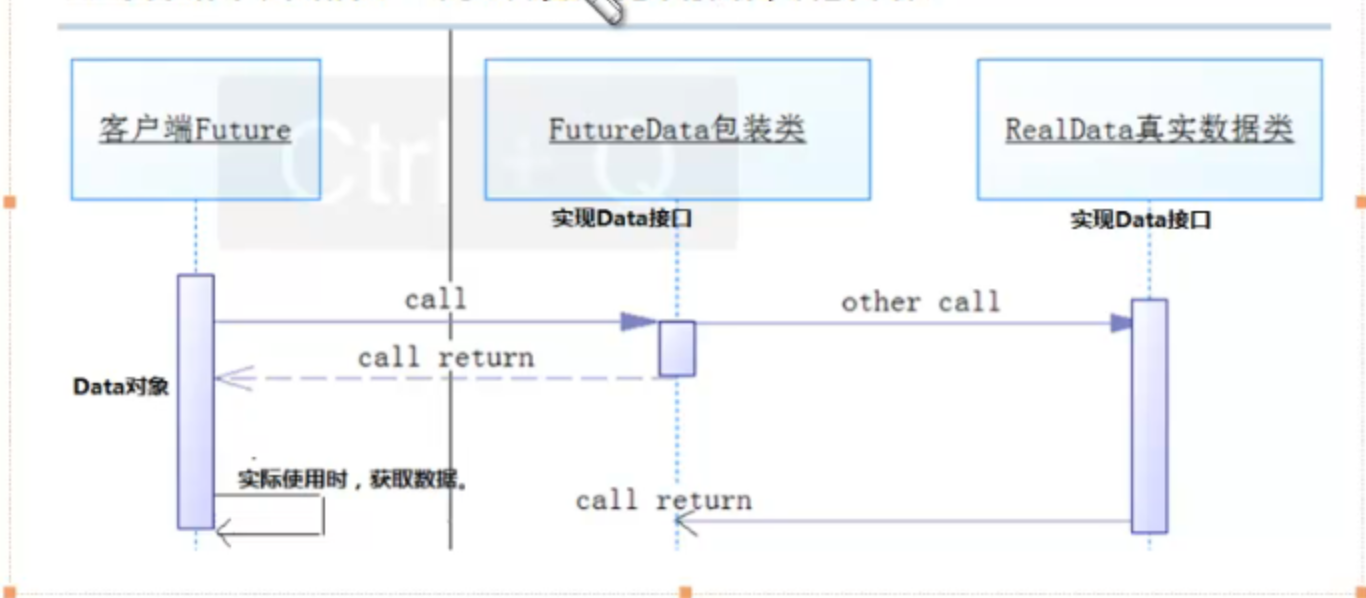 客户端Future
FutureData包装类
RealData真实数据类
Ctrl + Q
实现Data接口
实现Data接口
call
other call
call return
Data对象
实际使用时，获取数据。
call return